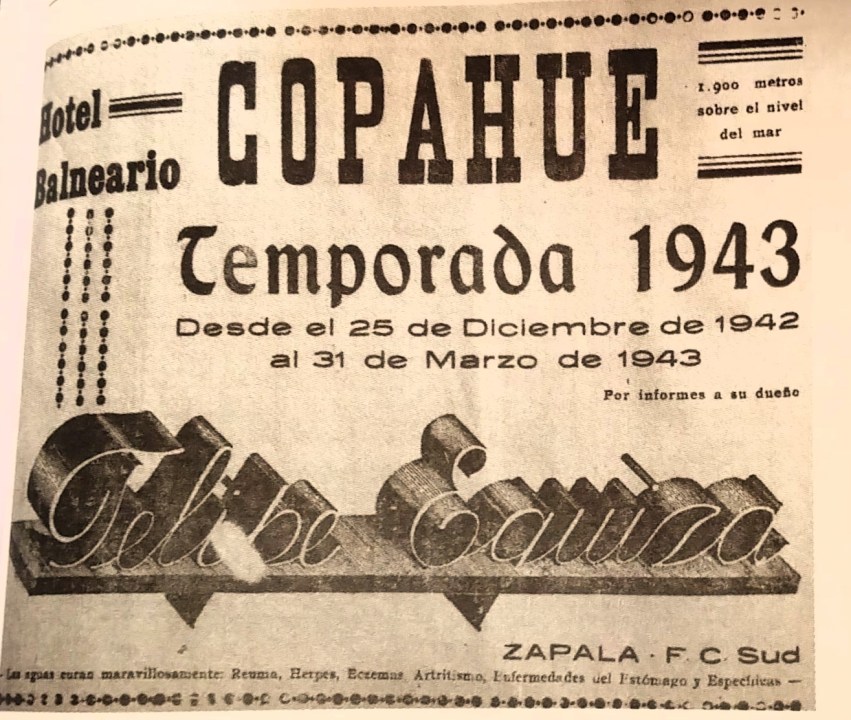 Hotel
Balneario
COPAHUE
1.900 metros
sobre el nivel
del mar
Temporada 1943
Desde el 25 de Diciembre de 1942
al 31 de Marzo de 1943
Por informes a su dueño
Felipe Equiza
ZAPALA - F. C. Sud
Las aguas curan maravillosamente: Reuma, Herpes, Eczemas, Artritismo, Enfermedades del Estómago y Específicas —